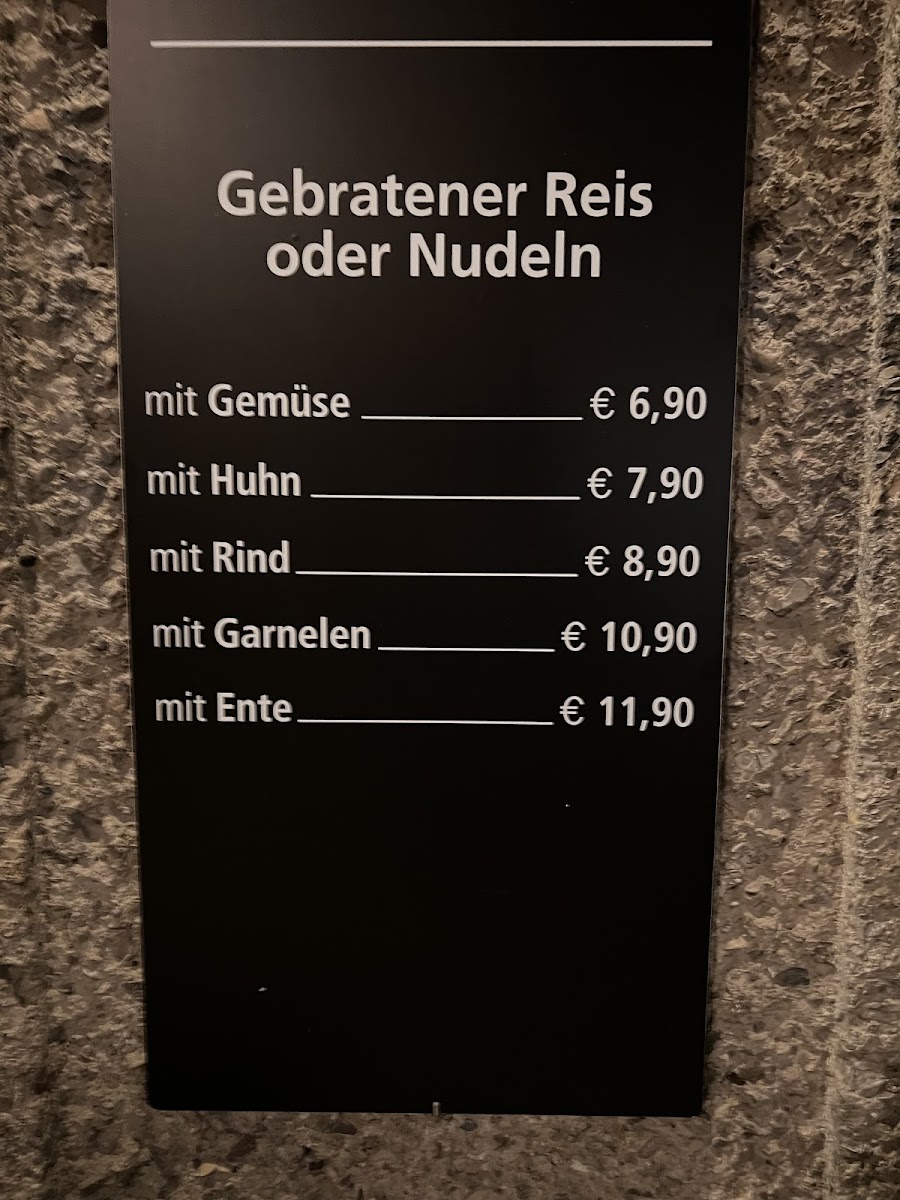 Gebratener Reis
oder Nudeln
mit Gemüse € 6,90
mit Huhn € 7,90
mit Rind € 8,90
mit Garnelen € 10,90
mit Ente € 11,90